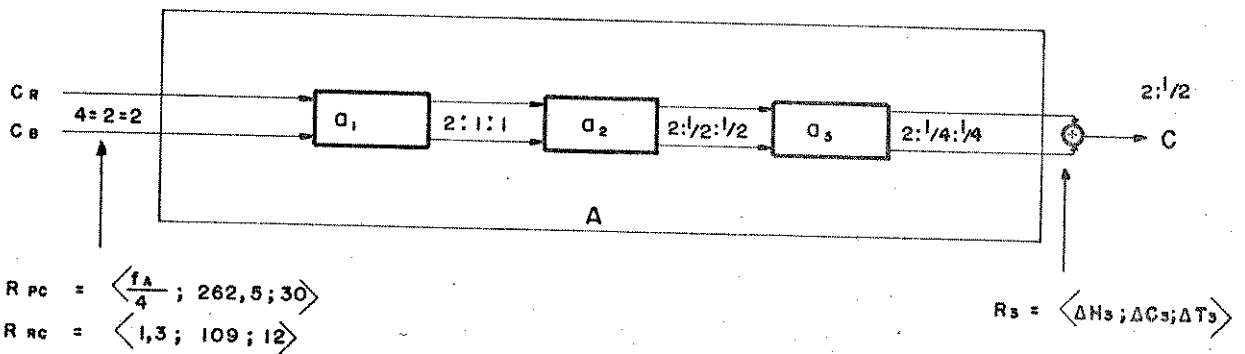 C R
C B
4=2=2
a1
2:1:1
a2
2:1/2:1/2
a3
2:1/4:1/4
2:1/2
C
A
R PC = ⟨fA/4 ; 262,5 ; 30⟩
R RC = ⟨1,3 ; 109 ; 12⟩
R3 = ⟨ΔH3;ΔC3;ΔT3⟩